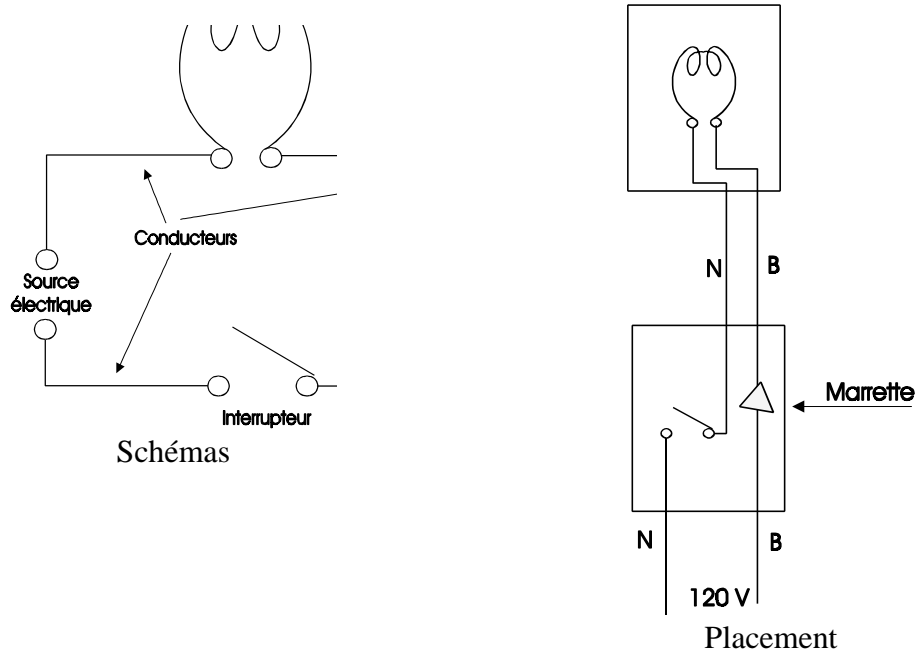 Conducteurs
Source
électrique
Interrupteur
Schémas
N
B
Marrette
N
B
120 V
Placement